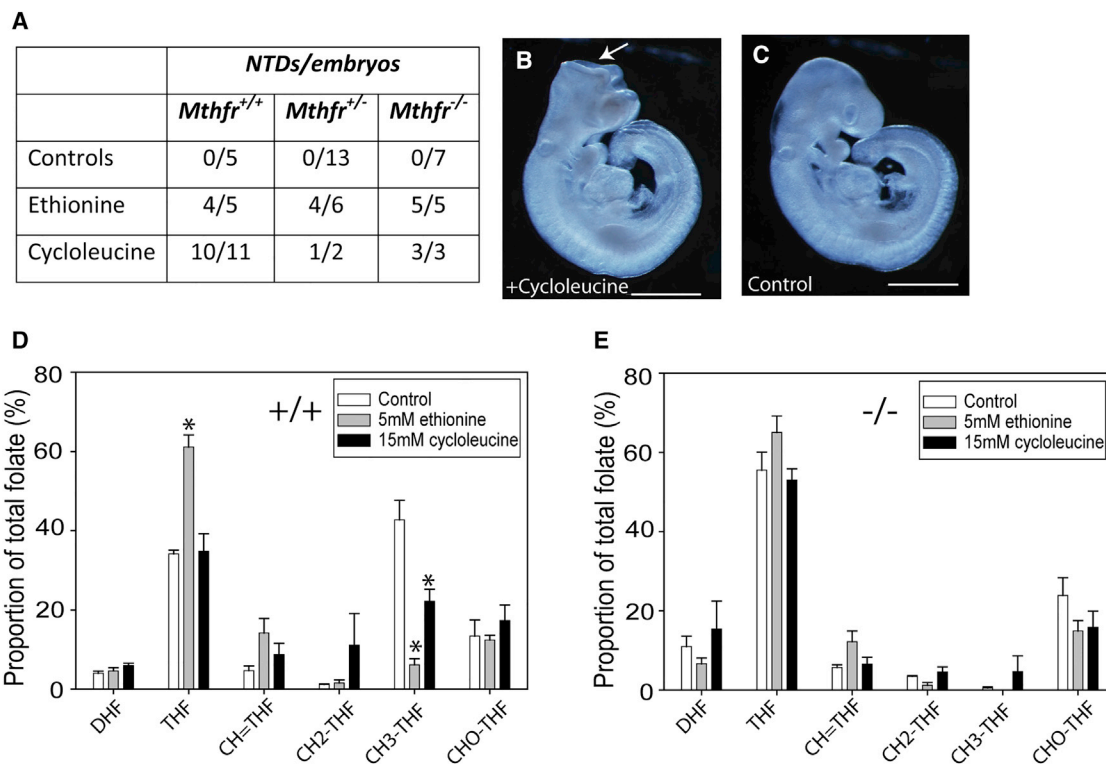 A
NTDs/embryos
Mthfr+/+ Mthfr+/- Mthfr-/-
Controls 0/5 0/13 0/7
Ethionine 4/5 4/6 5/5
Cycloleucine 10/11 1/2 3/3
B
+Cycloleucine
C
Control
D
Proportion of total folate (%)
80
60
40
20
0
+/+
Control
5mM ethionine
15mM cycloleucine
*
*
*
DHF THF CH=THF CH2-THF CH3-THF CHO-THF
E
Proportion of total folate (%)
80
60
40
20
0
-/-
Control
5mM ethionine
15mM cycloleucine
DHF THF CH=THF CH2-THF CH3-THF CHO-THF